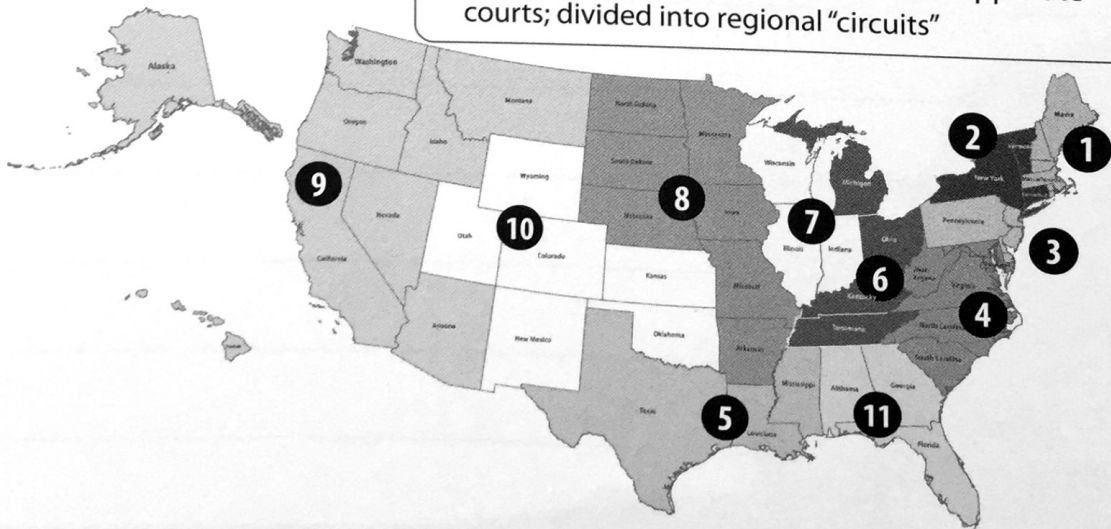 courts; divided into regional “circuits”
Alaska
Washington
Oregon
Idaho
Montana
Wyoming
Nevada
California
Utah
Colorado
Arizona
New Mexico
North Dakota
South Dakota
Nebraska
Kansas
Oklahoma
Texas
Minnesota
Iowa
Missouri
Arkansas
Louisiana
Wisconsin
Illinois
Indiana
Michigan
Ohio
Kentucky
Tennessee
Mississippi
Alabama
Georgia
Florida
South Carolina
North Carolina
Virginia
West
Virginia
Pennsylvania
New York
Vermont
Maine
1
2
3
4
5
6
7
8
9
10
11